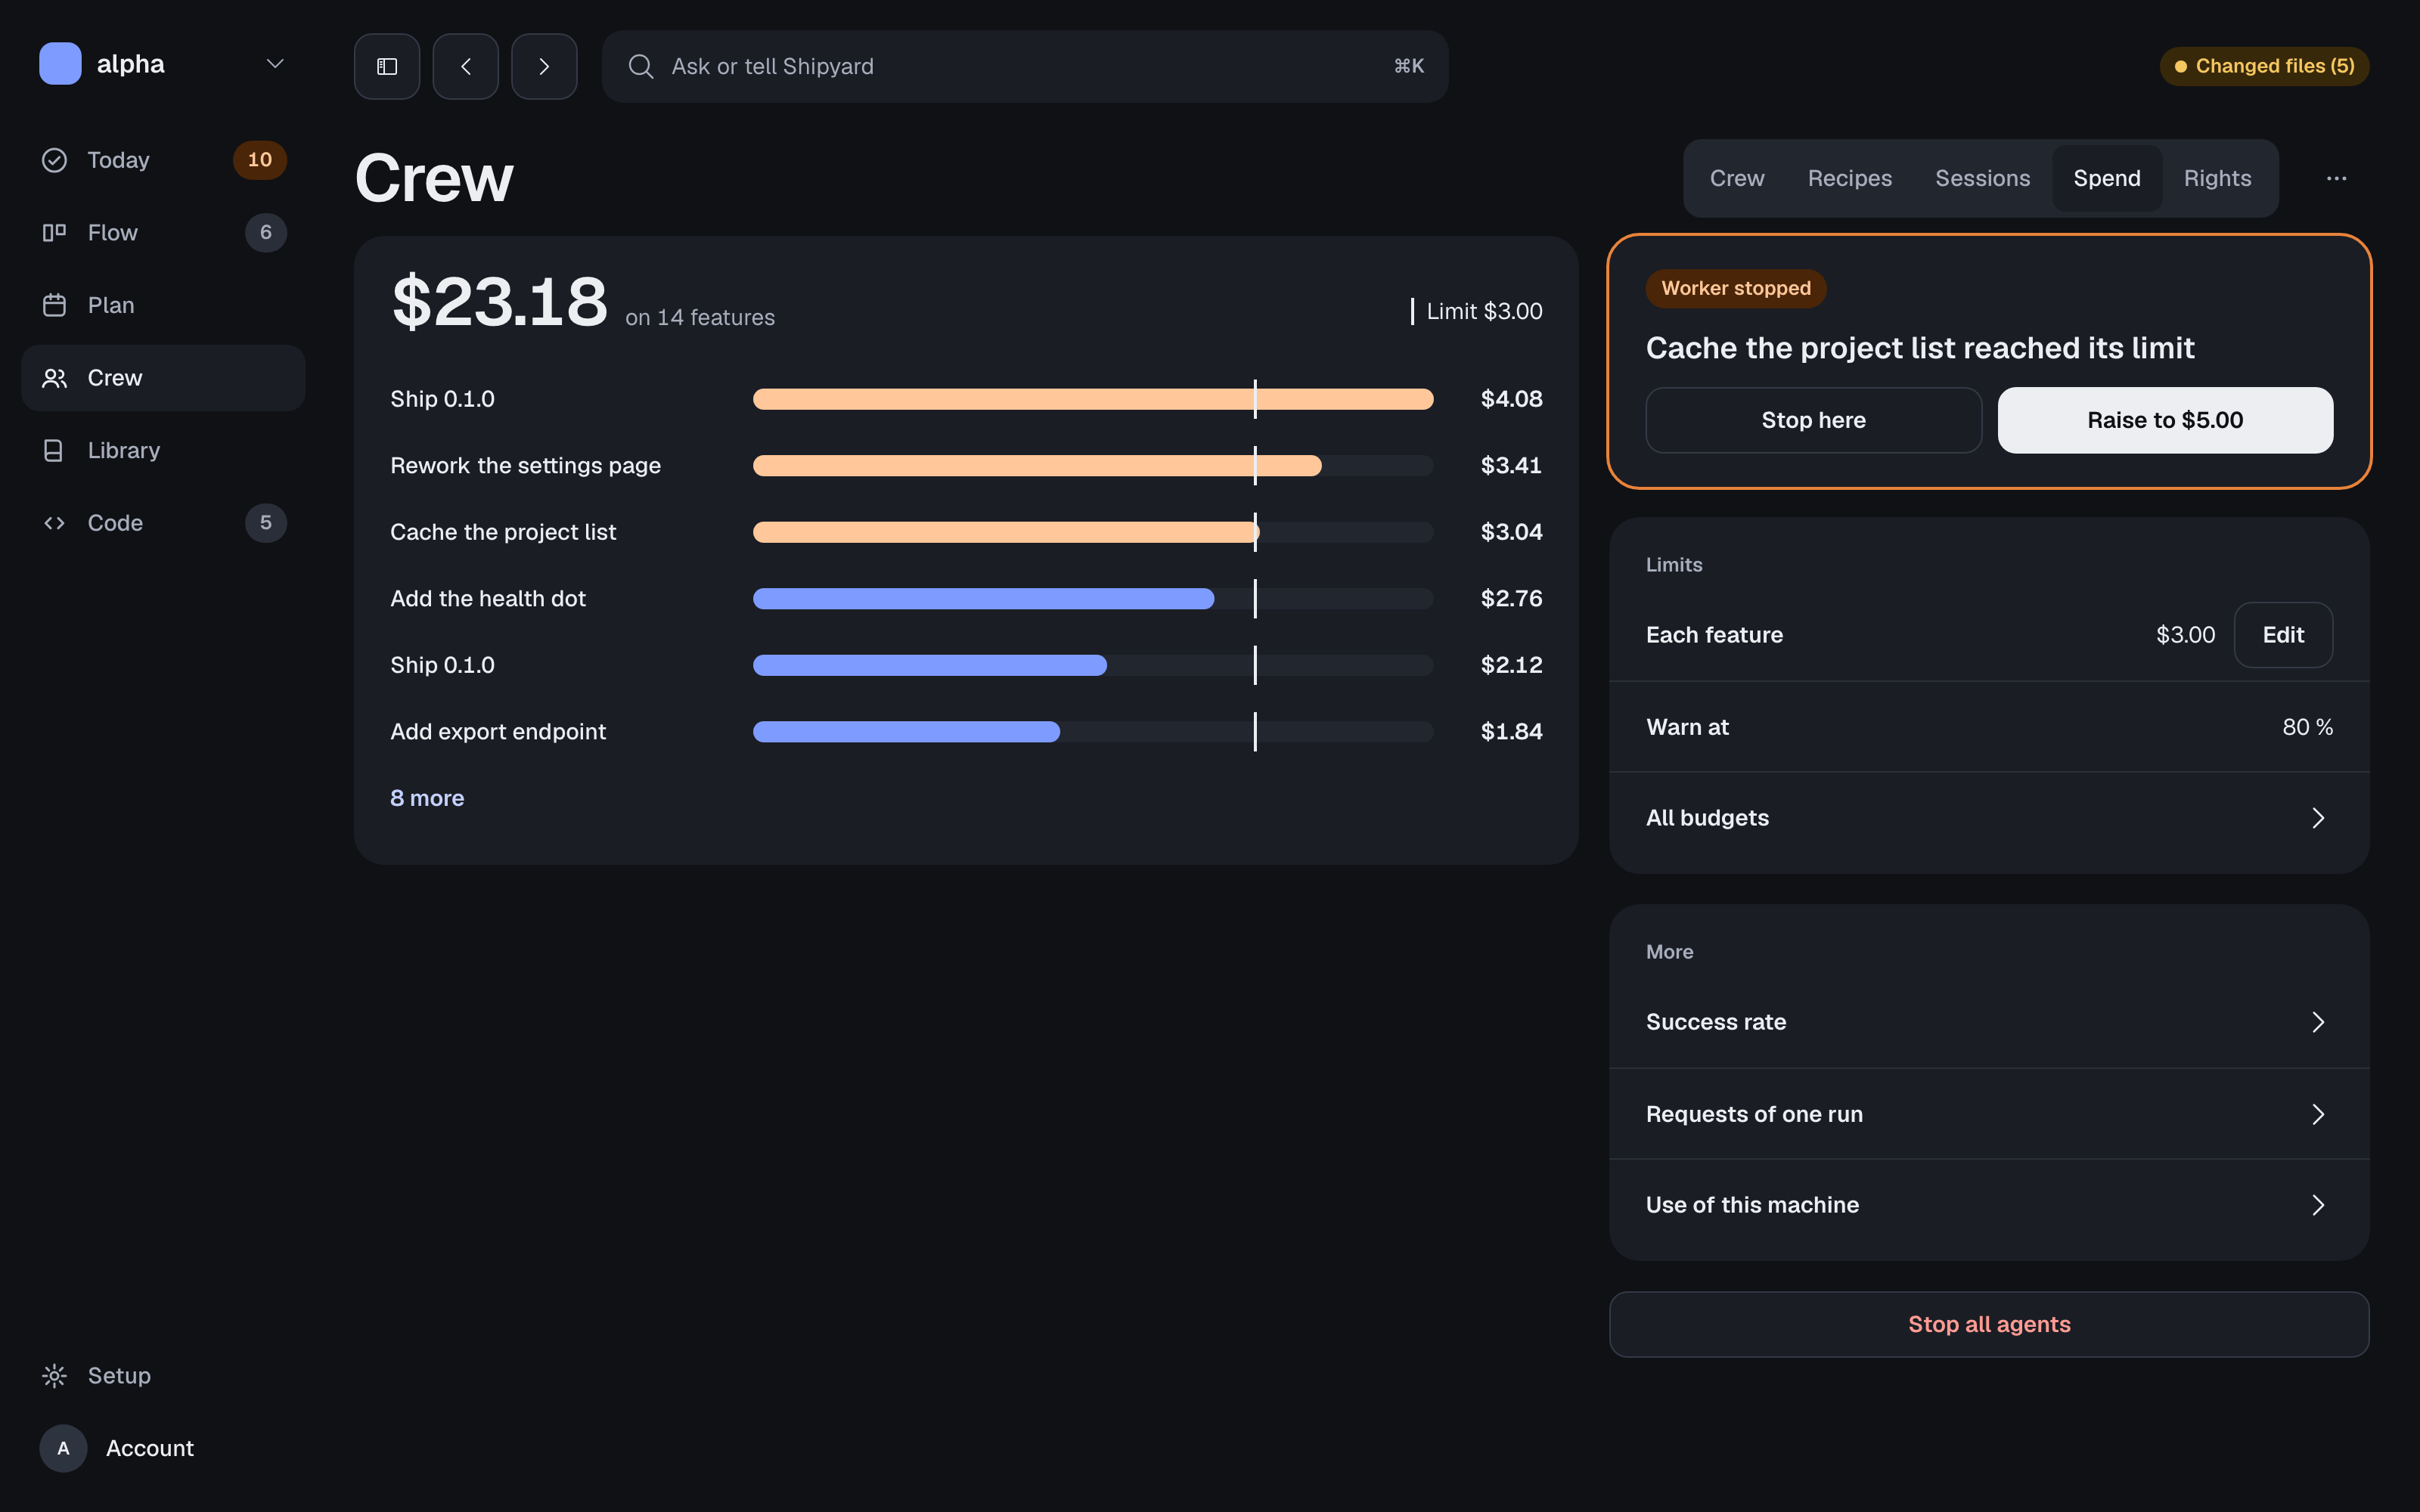 alpha
Ask or tell Shipyard
⌘K
Changed files (5)
Today
10
Flow
6
Plan
Crew
Library
Code
5
Setup
A
Account
Crew
Crew
Recipes
Sessions
Spend
Rights
$23.18 on 14 features
Limit $3.00
Ship 0.1.0
$4.08
Rework the settings page
$3.41
Cache the project list
$3.04
Add the health dot
$2.76
Ship 0.1.0
$2.12
Add export endpoint
$1.84
8 more
Worker stopped
Cache the project list reached its limit
Stop here
Raise to $5.00
Limits
Each feature
$3.00
Edit
Warn at
80 %
All budgets
More
Success rate
Requests of one run
Use of this machine
Stop all agents